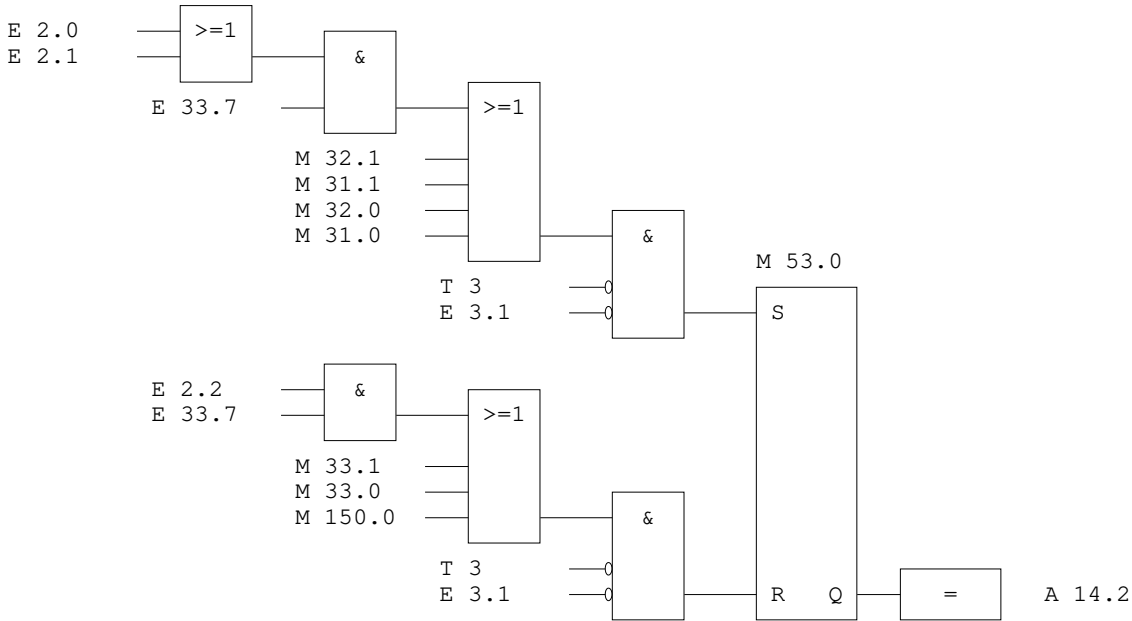 E 2.0
>=1
E 2.1
&
E 33.7
>=1
M 32.1
M 31.1
M 32.0
M 31.0
&
M 53.0
T 3
E 3.1
S
E 2.2
&
E 33.7
>=1
M 33.1
M 33.0
M 150.0
&
T 3
E 3.1
R Q
=
A 14.2